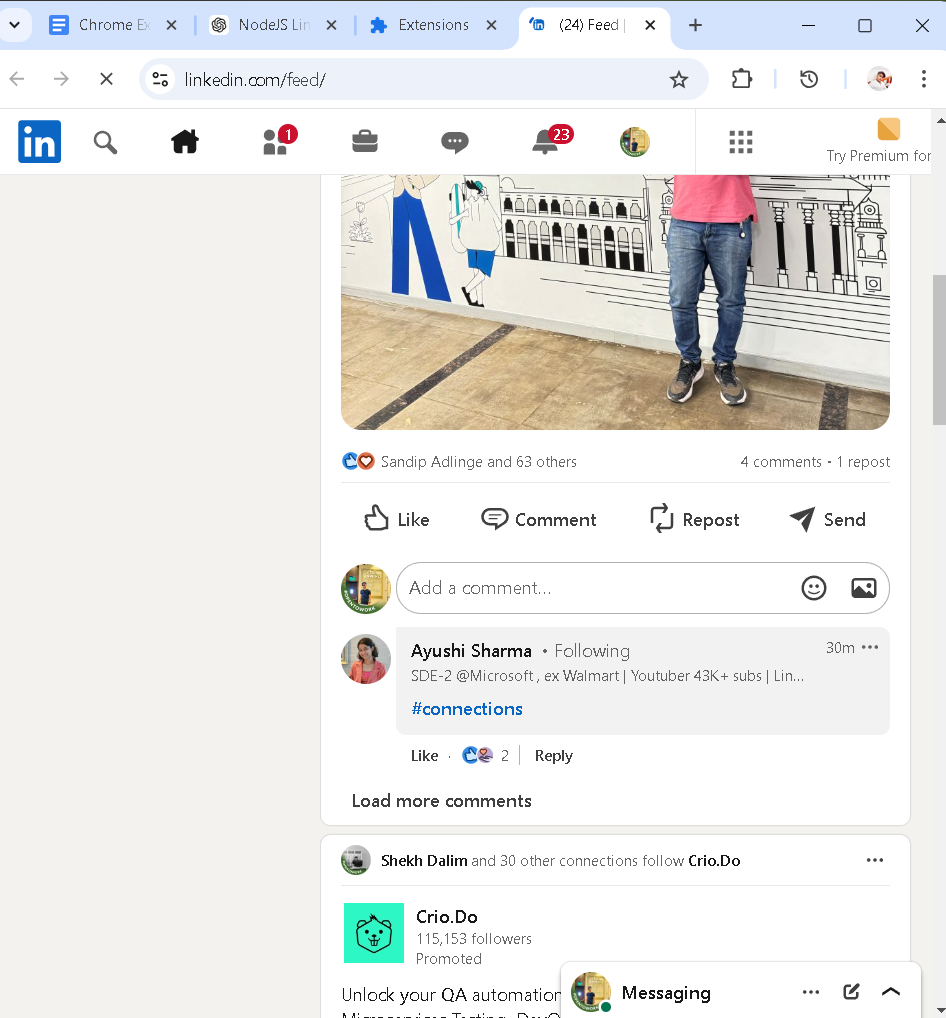 Chrome Ex
NodeJS Lin
Extensions
(24) Feed |
linkedin.com/feed/
in
1
23
Try Premium for
Sandip Adlinge and 63 others
4 comments • 1 repost
Like
Comment
Repost
Send
Add a comment...
Ayushi Sharma • Following
30m
SDE-2 @Microsoft , ex Walmart | Youtuber 43K+ subs | Lin...
#connections
Like · 2 | Reply
Load more comments
Shekh Dalim and 30 other connections follow Crio.Do
Crio.Do
115,153 followers
Promoted
Unlock your QA automation
Microservices Testing, DevO
Messaging